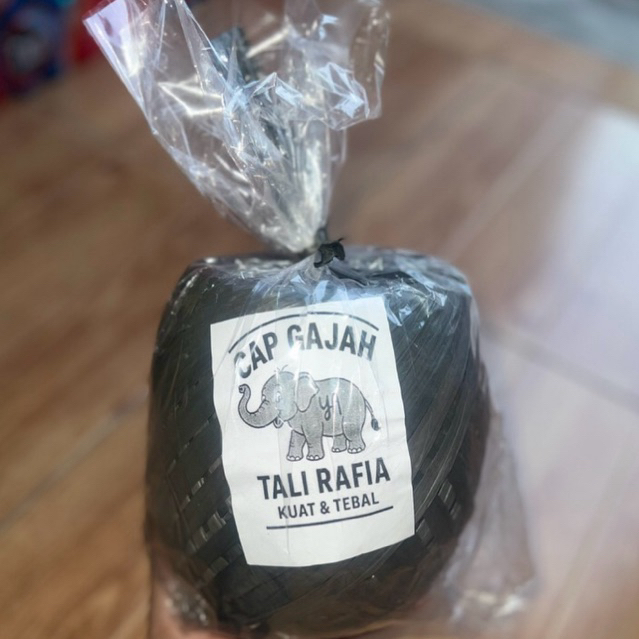 CAP GAJAH
TALI RAFIA
KUAT & TEBAL